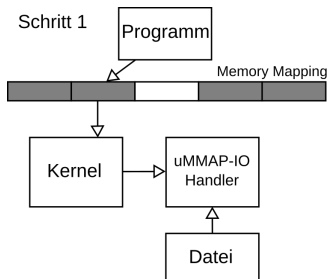 Schritt 1
Programm
Memory Mapping
Kernel
uMMAP-IO
Handler
Datei